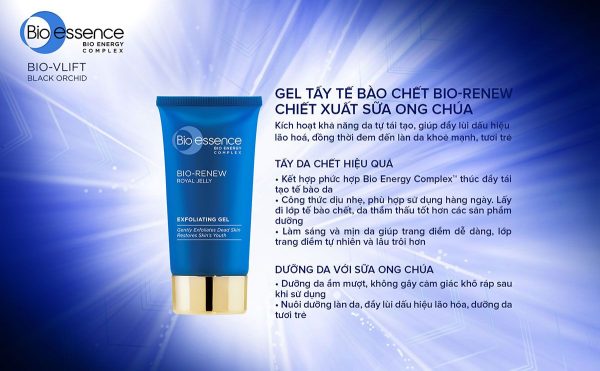 Bio essence
BIO ENERGY
COMPLEX
BIO-VLIFT
BLACK ORCHID
Bio essence
BIO ENERGY
COMPLEX
BIO-RENEW
ROYAL JELLY
EXFOLIATING GEL
Gently Exfoliates Dead Skin
Restores Skin's Youth
GEL TẨY TẾ BÀO CHẾT BIO-RENEW
CHIẾT XUẤT SỮA ONG CHÚA
Kích hoạt khả năng da tự tái tạo, giúp đẩy lùi dấu hiệu
lão hoá, đồng thời đem đến làn da khoẻ mạnh, tươi trẻ
TẨY DA CHẾT HIỆU QUẢ
• Kết hợp phức hợp Bio Energy Complex™ thúc đẩy tái
tạo tế bào da
• Công thức dịu nhẹ, phù hợp sử dụng hàng ngày. Lấy
đi lớp tế bào chết, da thẩm thấu tốt hơn các sản phẩm
dưỡng
• Làm sáng và mịn da giúp trang điểm dễ dàng, lớp
trang điểm tự nhiên và lâu trôi hơn
DƯỠNG DA VỚI SỮA ONG CHÚA
• Dưỡng da ẩm mượt, không gây cảm giác khô ráp sau
khi sử dụng
• Nuôi dưỡng làn da, đẩy lùi dấu hiệu lão hóa, dưỡng da
tươi trẻ